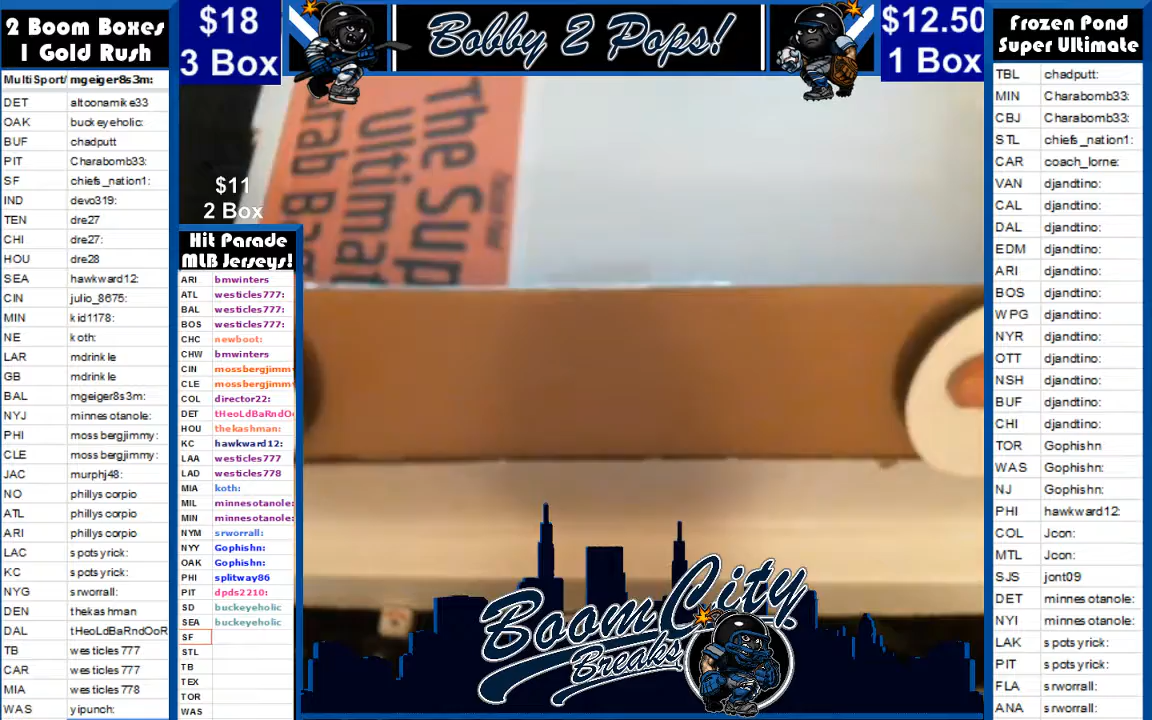 2 Boom Boxes
1 Gold Rush
MultiSport/ mgeiger8s3m:
DET altoonamike33
OAK buckeyeholic:
BUF chadputt
PIT Charabomb33:
SF chiefs_nation1:
IND devo319:
TEN dre27
CHI dre27:
HOU dre28
SEA hawkward12:
CIN julio_8675:
MIN kid1178:
NE koth:
LAR mdrinkle
GB mdrinkle
BAL mgeiger8s3m:
NYJ minnesotanole:
PHI mossbergjimmy:
CLE mossbergjimmy:
JAC murphj48:
NO phillyscorpio
ATL phillyscorpio
ARI phillyscorpio
LAC spotsyrick:
KC spotsyrick:
NYG srworrall:
DEN thekashman
DAL tHeoLdBaRndOoR
TB westicles777
CAR westicles777
MIA westicles778
WAS yipunch:
$18
3 Box
$11
2 Box
Hit Parade
MLB Jerseys!
ARI bmwinters
ATL westicles777:
BAL westicles777:
BOS westicles777:
CHC newboot:
CHW bmwinters
CIN mossbergjimmy
CLE mossbergjimmy
COL director22:
DET tHeoLdBaRndOo
HOU thekashman:
KC hawkward12:
LAA westicles777
LAD westicles778
MIA koth:
MIL minnesotanole:
MIN minnesotanole:
NYM srworrall:
NYY Gophishn:
OAK Gophishn:
PHI splitway86
PIT dpds2210:
SD buckeyeholic
SEA buckeyeholic
SF
STL
TB
TEX
TOR
WAS
Bobby 2 Pops!
The Sup
Ultimat
rab B
Boom City
Breaks
$12.50
1 Box
Frozen Pond
Super Ultimate
TBL chadputt:
MIN Charabomb33:
CBJ Charabomb33:
STL chiefs_nation1:
CAR coach_lorne:
VAN djandtino:
CAL djandtino:
DAL djandtino:
EDM djandtino:
ARI djandtino:
BOS djandtino:
WPG djandtino:
NYR djandtino:
OTT djandtino:
NSH djandtino:
BUF djandtino:
CHI djandtino:
TOR Gophishn
WAS Gophishn:
NJ Gophishn:
PHI hawkward12:
COL Jcon:
MTL Jcon:
SJS jont09
DET minnesotanole:
NYI minnesotanole:
LAK spotsyrick:
PIT spotsyrick:
FLA srworrall:
ANA srworrall: